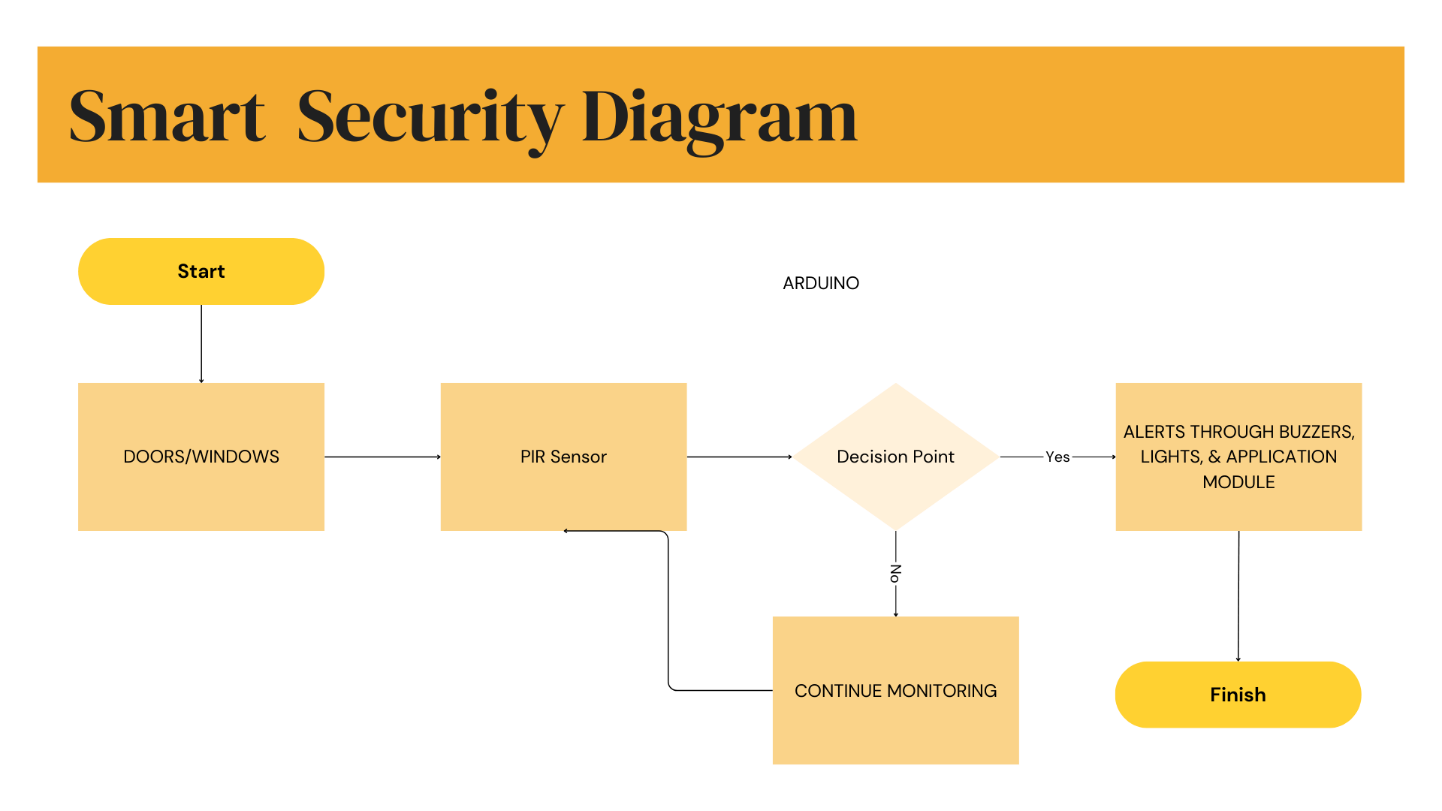 Smart Security Diagram
Start
ARDUINO
DOORS/WINDOWS
PIR Sensor
Decision Point
Yes
ALERTS THROUGH BUZZERS,
LIGHTS, & APPLICATION
MODULE
No
CONTINUE MONITORING
Finish